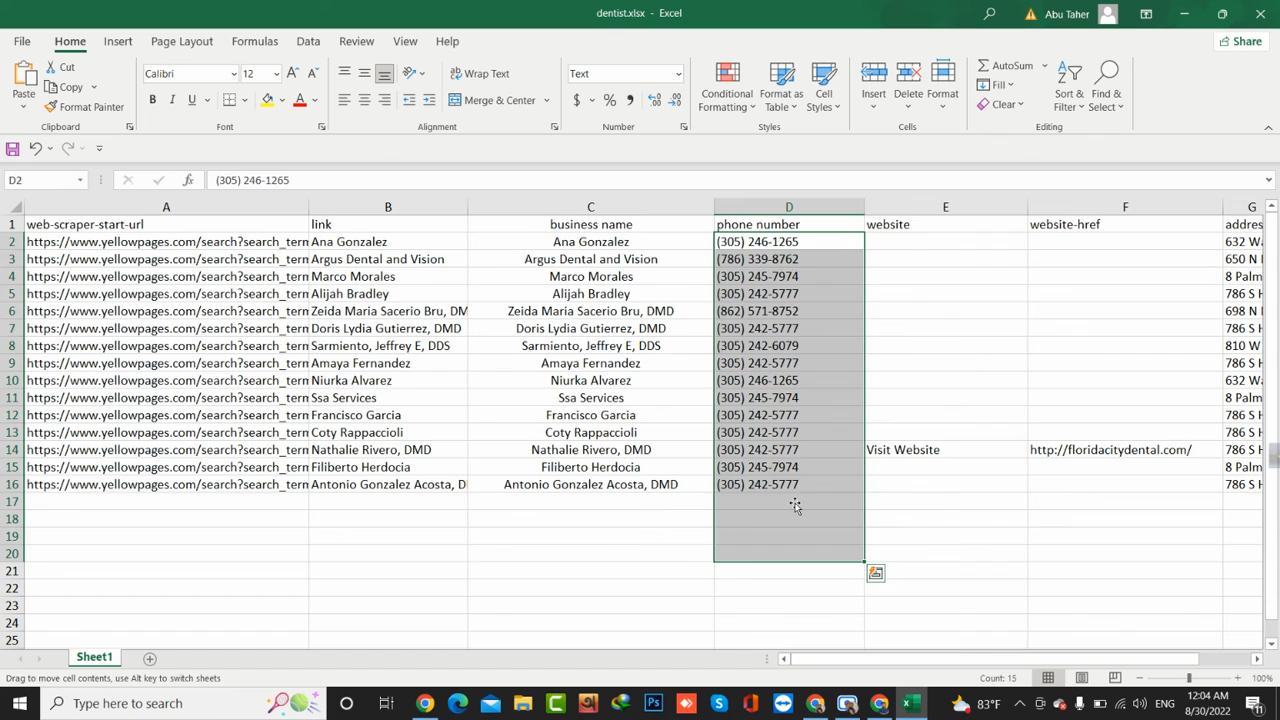 dentist.xlsx - Excel
Abu Taher
File Home Insert Page Layout Formulas Data Review View Help
Share
Paste
Cut
Copy
Format Painter
Clipboard
Calibri 12
B I U
Font
Wrap Text
Merge & Center
Alignment
Text
$ % ,
Number
Conditional Formatting
Format as Table
Cell Styles
Styles
Insert Delete Format
Cells
AutoSum
Fill
Clear
Sort & Filter
Find & Select
Editing
D2 fx (305) 246-1265
A B C D E F G
1 web-scraper-start-url link business name phone number website website-href addres
2 https://www.yellowpages.com/search?search_tern Ana Gonzalez Ana Gonzalez (305) 246-1265 632 W
3 https://www.yellowpages.com/search?search_tern Argus Dental and Vision Argus Dental and Vision (786) 339-8762 650 N
4 https://www.yellowpages.com/search?search_tern Marco Morales Marco Morales (305) 245-7974 8 Palm
5 https://www.yellowpages.com/search?search_tern Alijah Bradley Alijah Bradley (305) 242-5777 786 S
6 https://www.yellowpages.com/search?search_tern Zeida Maria Sacerio Bru, DM Zeida Maria Sacerio Bru, DMD (862) 571-8752 698 N
7 https://www.yellowpages.com/search?search_tern Doris Lydia Gutierrez, DMD Doris Lydia Gutierrez, DMD (305) 242-5777 786 S
8 https://www.yellowpages.com/search?search_tern Sarmiento, Jeffrey E, DDS Sarmiento, Jeffrey E, DDS (305) 242-6079 810 W
9 https://www.yellowpages.com/search?search_tern Amaya Fernandez Amaya Fernandez (305) 242-5777 786 S
10 https://www.yellowpages.com/search?search_tern Niurka Alvarez Niurka Alvarez (305) 246-1265 632 W
11 https://www.yellowpages.com/search?search_tern Ssa Services Ssa Services (305) 245-7974 8 Palm
12 https://www.yellowpages.com/search?search_tern Francisco Garcia Francisco Garcia (305) 242-5777 786 S
13 https://www.yellowpages.com/search?search_tern Coty Rappaccioli Coty Rappaccioli (305) 242-5777 786 S
14 https://www.yellowpages.com/search?search_tern Nathalie Rivero, DMD Nathalie Rivero, DMD (305) 242-5777 Visit Website http://floridacitydental.com/ 786 S
15 https://www.yellowpages.com/search?search_tern Filiberto Herdocia Filiberto Herdocia (305) 245-7974 8 Palm
16 https://www.yellowpages.com/search?search_tern Antonio Gonzalez Acosta, D Antonio Gonzalez Acosta, DMD (305) 242-5777 786 S
17
18
19
20
21
22
23
24
25
Sheet1
Drag to move cell contents, use Alt key to switch sheets Count: 15 100%
Type here to search 83°F ENG 12:04 AM
8/30/2022